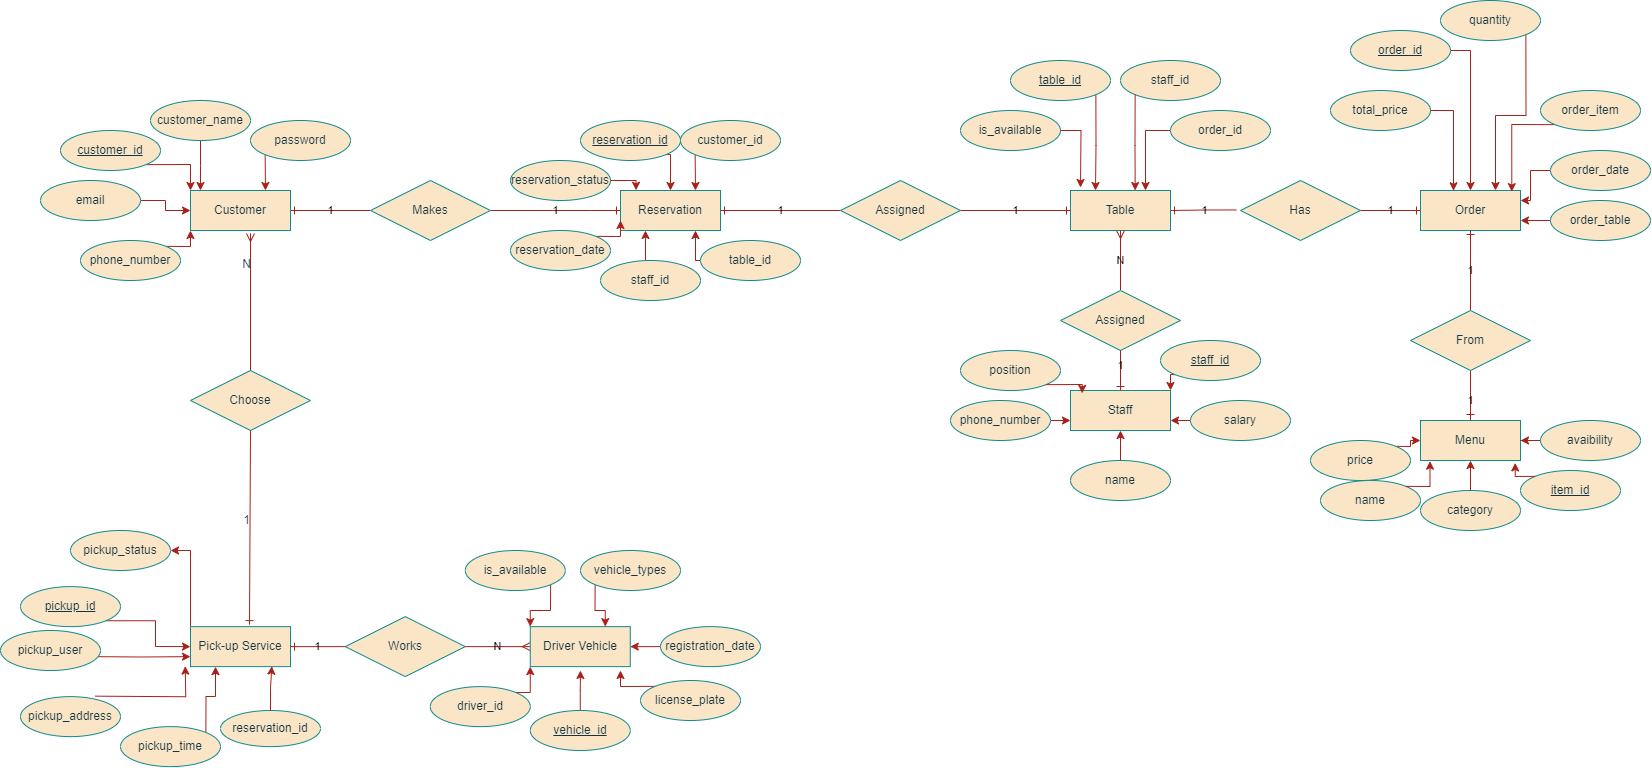 quantity
order_id
table_id
staff_id
total_price
order_item
customer_name
is_available
order_id
customer_id
password
reservation_id
customer_id
order_date
reservation_status
email
order_table
Customer
1
Makes
1
Reservation
1
Assigned
1
Table
1
Has
1
Order
phone_number
reservation_date
table_id
staff_id
N
N
1
Assigned
From
position
staff_id
1
1
Choose
Staff
phone_number
salary
Menu
avaibility
price
name
name
category
item_id
1
pickup_status
is_available
vehicle_types
pickup_id
pickup_user
Pick-up Service
1
Works
N
Driver Vehicle
registration_date
pickup_address
driver_id
license_plate
reservation_id
vehicle_id
pickup_time